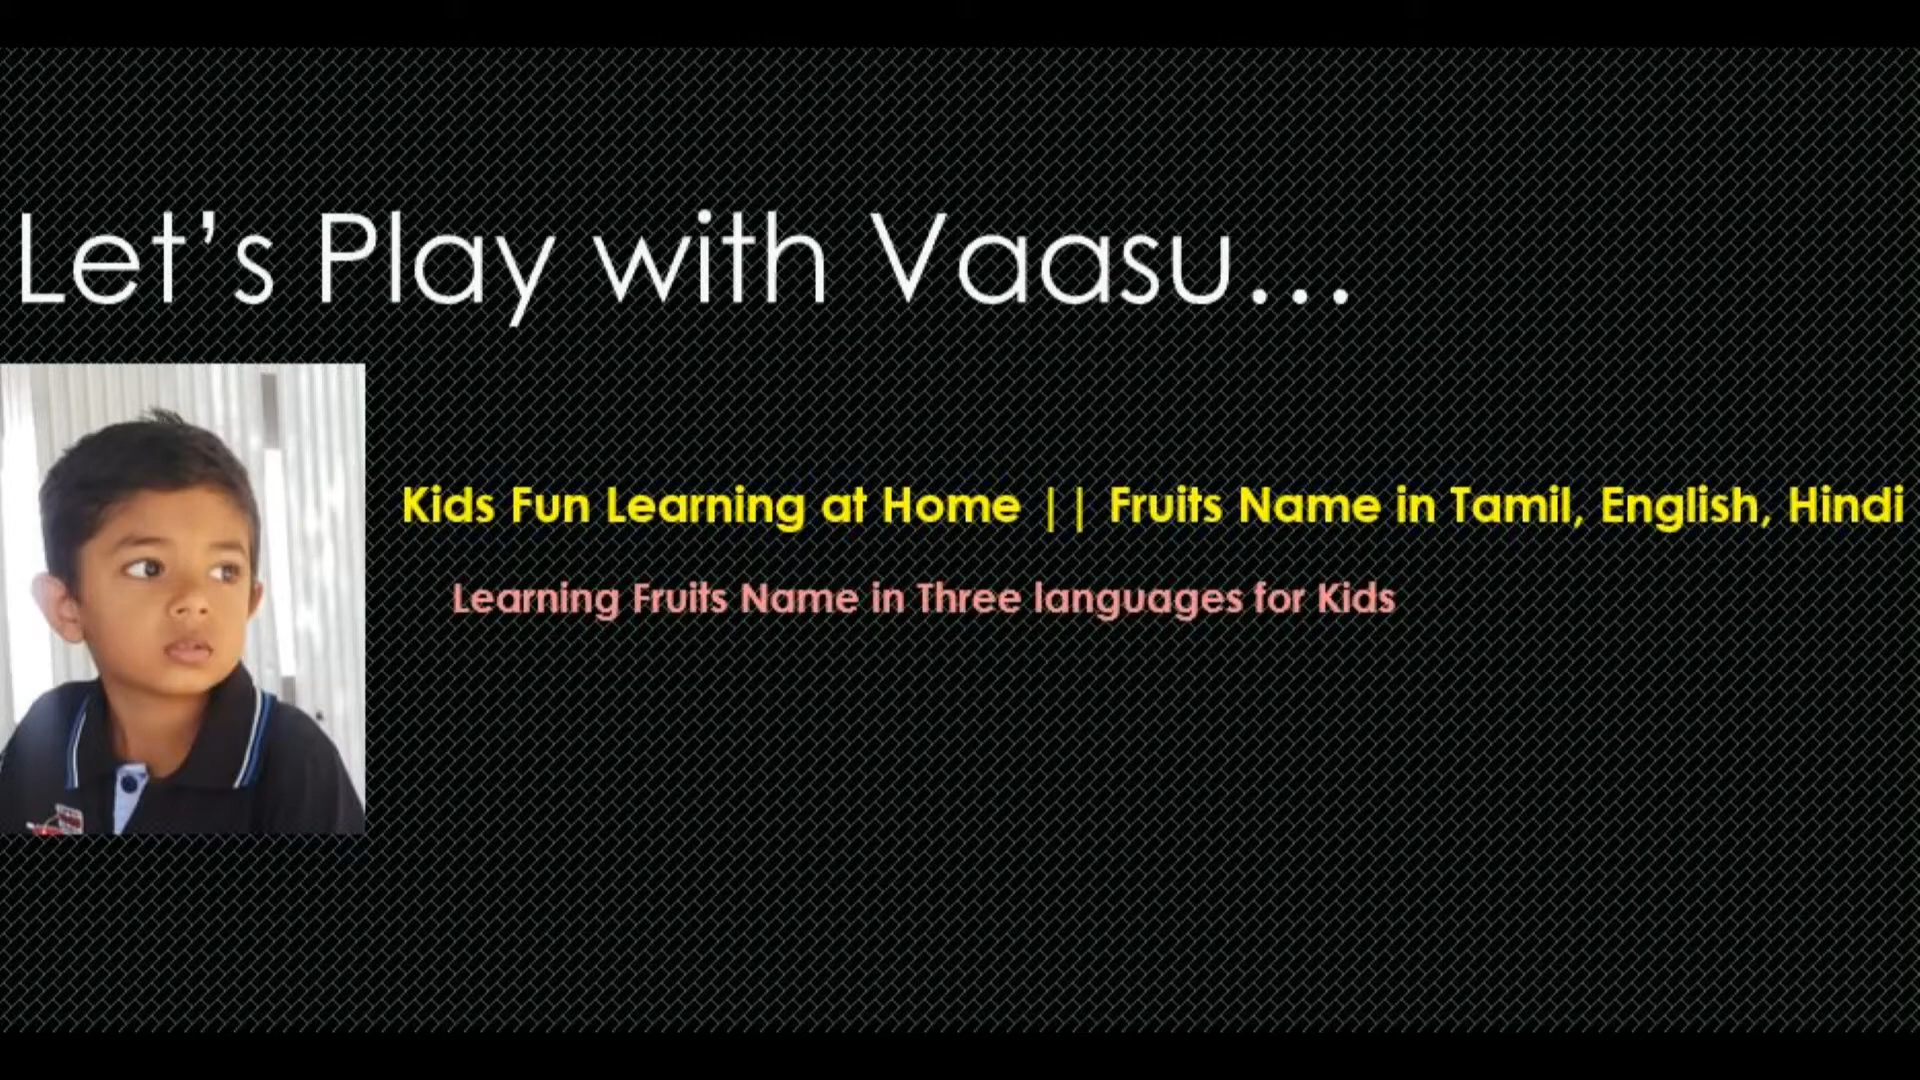 Let’s Play with Vaasu...
Kids Fun Learning at Home || Fruits Name in Tamil, English, Hindi
Learning Fruits Name in Three languages for Kids